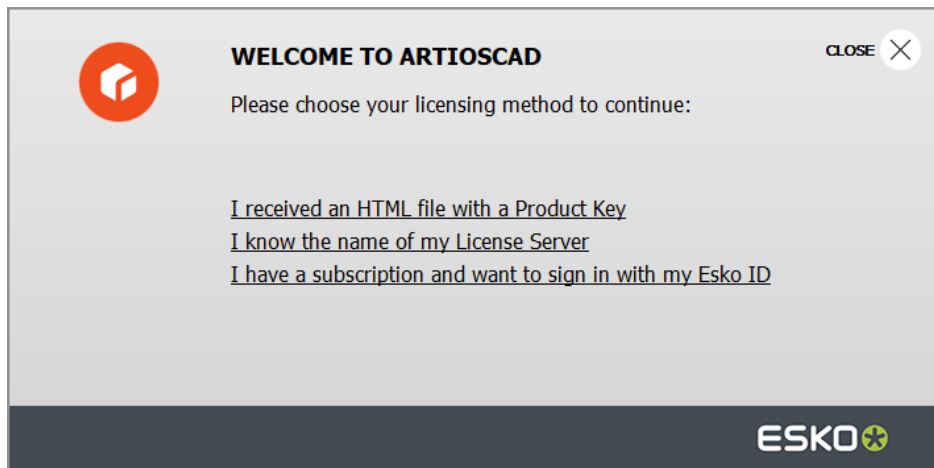 WELCOME TO ARTIOSCAD
CLOSE
Please choose your licensing method to continue:
I received an HTML file with a Product Key
I know the name of my License Server
I have a subscription and want to sign in with my Esko ID
ESKO